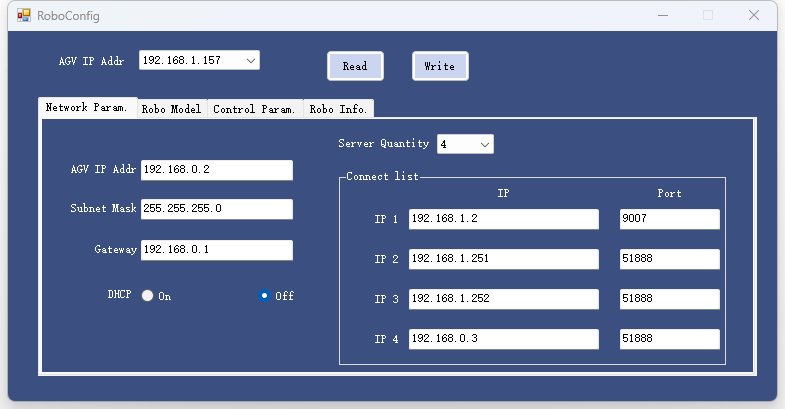 RoboConfig
AGV IP Addr 192.168.1.157 Read Write
Network Param. Robo Model Control Param. Robo Info.
Server Quantity 4
AGV IP Addr 192.168.0.2
Subnet Mask 255.255.255.0
Gateway 192.168.0.1
DHCP On Off
Connect list
IP Port
IP 1 192.168.1.2 9007
IP 2 192.168.1.251 51888
IP 3 192.168.1.252 51888
IP 4 192.168.0.3 51888